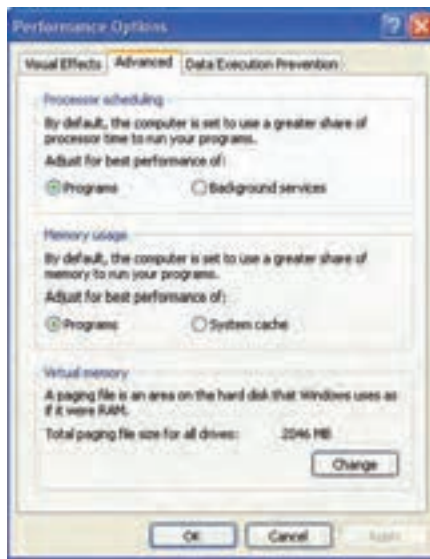 Performance Options
Visual Effects Advanced Data Execution Prevention
Processor scheduling
By default, the computer is set to use a greater share of
processor time to run your programs.
Adjust for best performance of:
Programs Background services
Memory usage
By default, the computer is set to use a greater share of
memory to run your programs.
Adjust for best performance of:
Programs System cache
Virtual memory
A paging file is an area on the hard disk that Windows uses as
if it were RAM.
Total paging file size for all drives: 2046 MB
Change
OK Cancel Apply